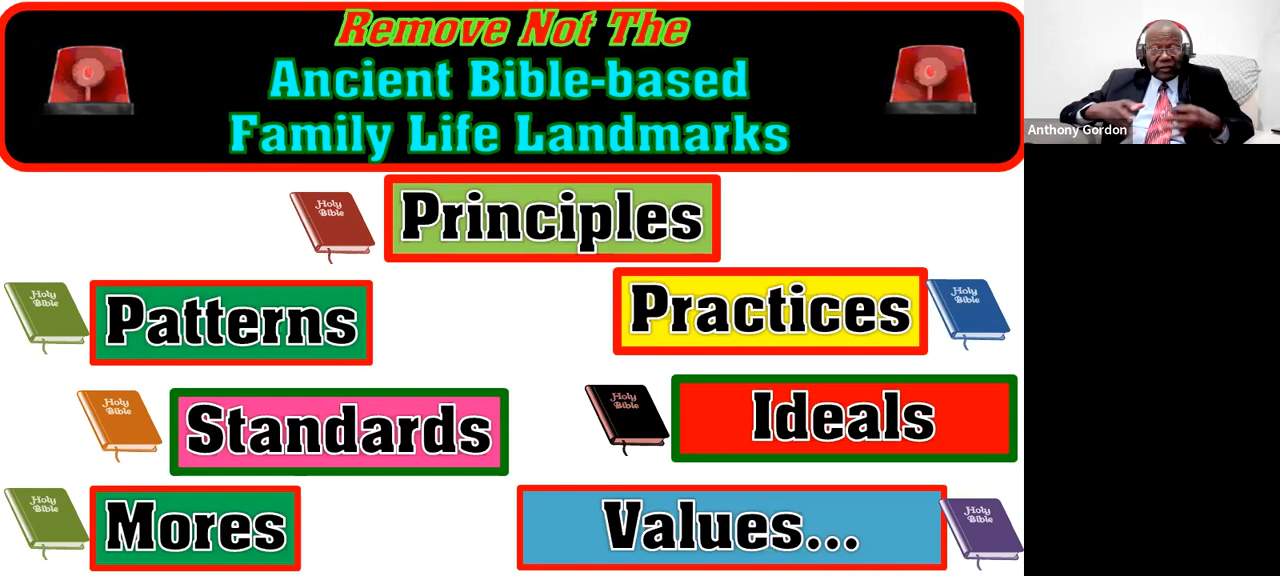 Remove Not The
Ancient Bible-based
Family Life Landmarks
Anthony Gordon
Holy
Bible
Principles
Holy
Bible
Patterns
Practices
Holy
Bible
Holy
Bible
Standards
Holy
Bible
Ideals
Holy
Bible
Mores
Values...
Holy
Bible